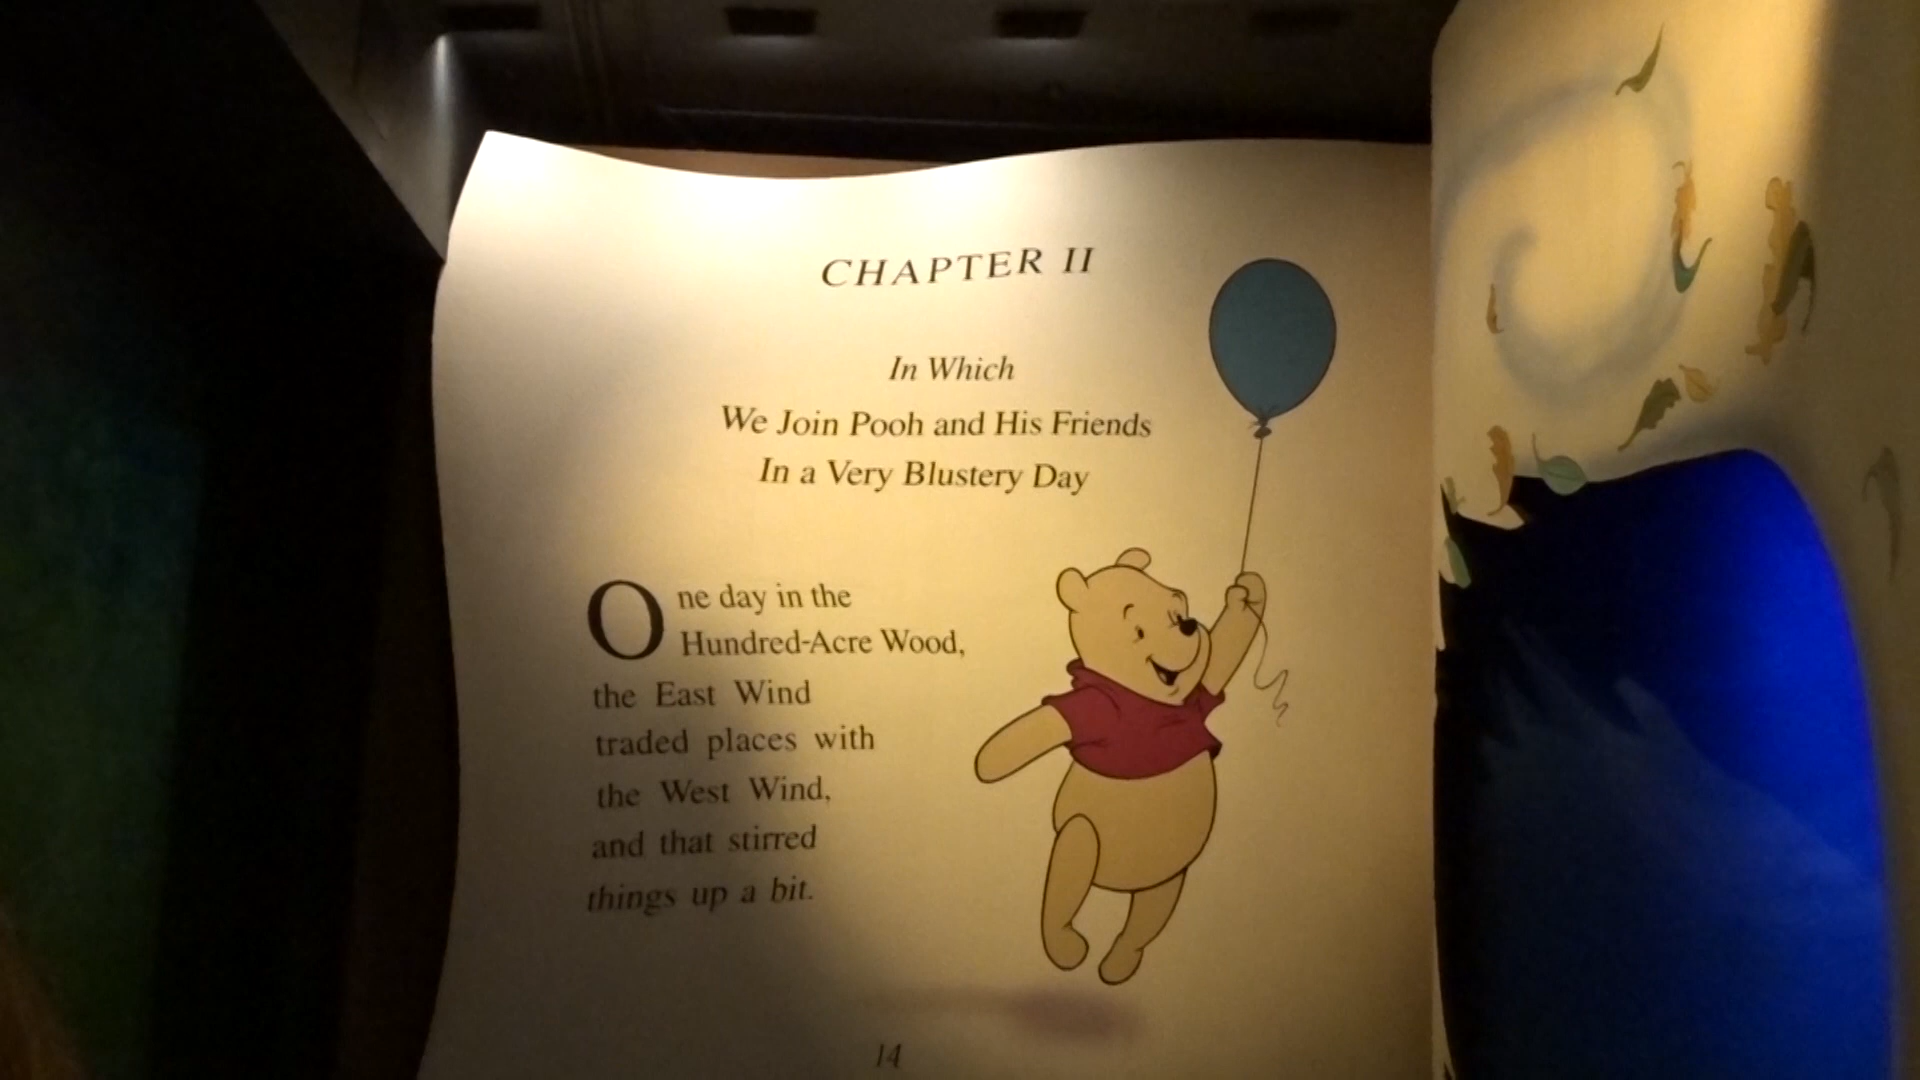 CHAPTER II
In Which
We Join Pooh and His Friends
In a Very Blustery Day
One day in the
Hundred-Acre Wood,
the East Wind
traded places with
the West Wind,
and that stirred
things up a bit.
14